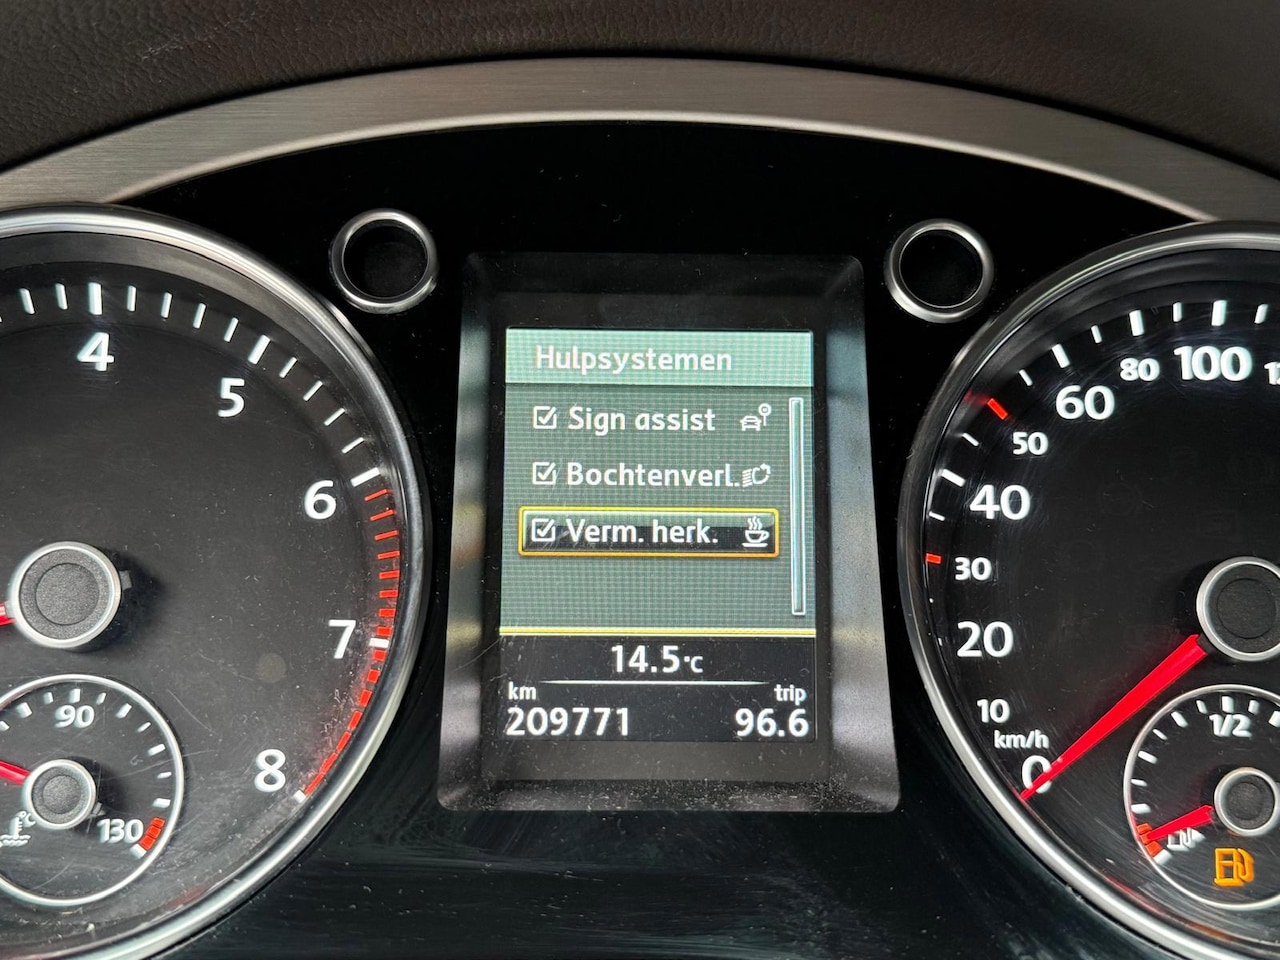 Hulpsystemen
Sign assist
Bochtenverl.
Verm. herk.
14.5°C
km trip
209771 96.6
4
5
6
7
8
90
130
°C
0
10
20
30
40
50
60
80
100
km/h
1/2